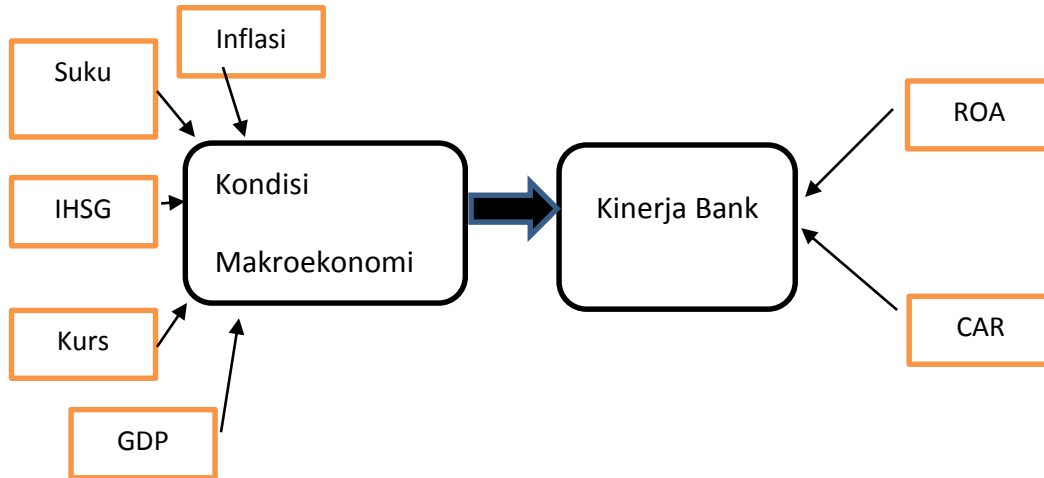 Inflasi
Suku
ROA
IHSG
Kondisi
Makroekonomi
Kinerja Bank
Kurs
CAR
GDP